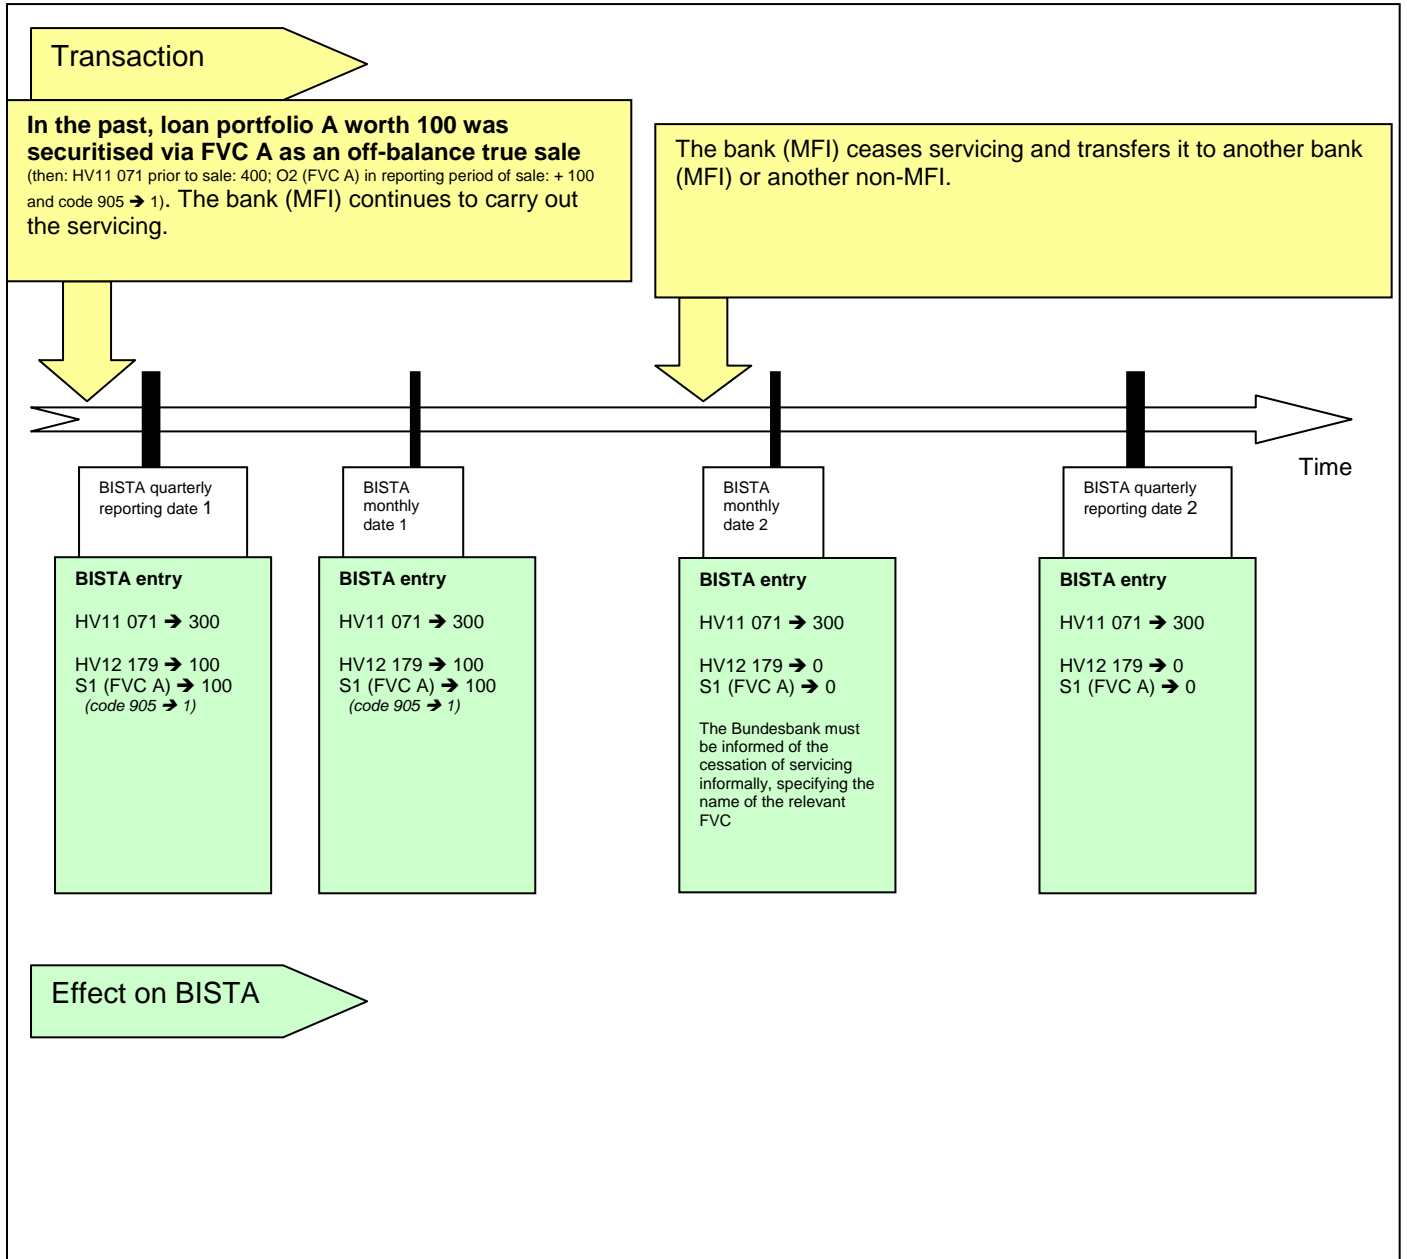 Transaction
In the past, loan portfolio A worth 100 was
securitised via FVC A as an off-balance true sale
(then: HV11 071 prior to sale: 400; O2 (FVC A) in reporting period of sale: + 100
and code 905 ➔ 1). The bank (MFI) continues to carry out
the servicing.
The bank (MFI) ceases servicing and transfers it to another bank
(MFI) or another non-MFI.
Time
BISTA quarterly
reporting date 1
BISTA
monthly
date 1
BISTA
monthly
date 2
BISTA quarterly
reporting date 2
BISTA entry
HV11 071 ➔ 300
HV12 179 ➔ 100
S1 (FVC A) ➔ 100
(code 905 ➔ 1)
BISTA entry
HV11 071 ➔ 300
HV12 179 ➔ 100
S1 (FVC A) ➔ 100
(code 905 ➔ 1)
BISTA entry
HV11 071 ➔ 300
HV12 179 ➔ 0
S1 (FVC A) ➔ 0
The Bundesbank must
be informed of the
cessation of servicing
informally, specifying the
name of the relevant
FVC
BISTA entry
HV11 071 ➔ 300
HV12 179 ➔ 0
S1 (FVC A) ➔ 0
Effect on BISTA